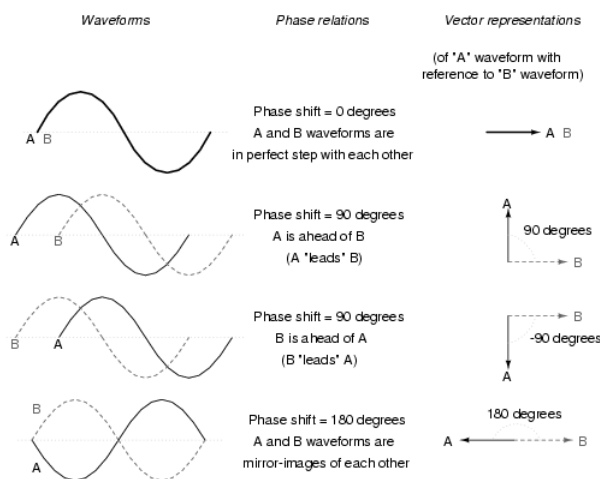 Waveforms
Phase relations
Vector representations
(of "A" waveform with
reference to "B" waveform)
A B
Phase shift = 0 degrees
A and B waveforms are
in perfect step with each other
A B
A
B
Phase shift = 90 degrees
A is ahead of B
(A "leads" B)
A
90 degrees
B
B
A
Phase shift = 90 degrees
B is ahead of A
(B "leads" A)
B
-90 degrees
A
B
A
Phase shift = 180 degrees
A and B waveforms are
mirror-images of each other
180 degrees
A
B